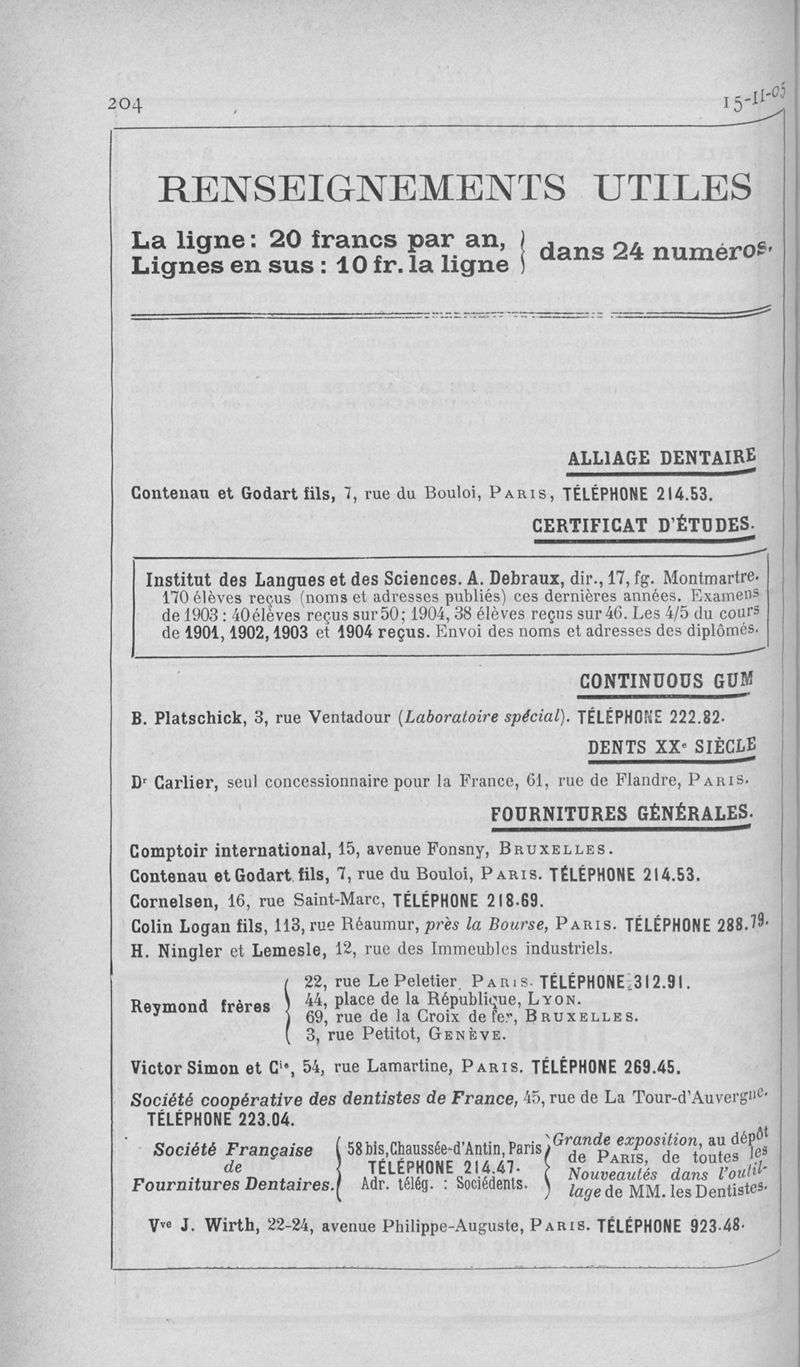 204
15-II-05
RENSEIGNEMENTS UTILES
La ligne: 20 francs par an,
Lignes en sus : 10 fr. la ligne
} dans 24 numéros.
ALLIAGE DENTAIRE
Contenau et Godart fils, 7, rue du Bouloi, PARIS, TÉLÉPHONE 214.53.
CERTIFICAT D'ÉTUDES.
Institut des Langues et des Sciences. A. Debraux, dir., 17, fg. Montmartre.
170 élèves reçus (noms et adresses publiés) ces dernières années. Examens
de 1903 : 40 élèves reçus sur 50; 1904, 38 élèves reçus sur 46. Les 4/5 du cours
de 1901, 1902, 1903 et 1904 reçus. Envoi des noms et adresses des diplômés.
CONTINUOUS GUM
B. Platschick, 3, rue Ventadour (Laboratoire spécial). TÉLÉPHONE 222.82.
DENTS XXe SIÈCLE
Dr Carlier, seul concessionnaire pour la France, 61, rue de Flandre, PARIS.
FOURNITURES GÉNÉRALES.
Comptoir international, 15, avenue Fonsny, BRUXELLES.
Contenau et Godart fils, 7, rue du Bouloi, PARIS. TÉLÉPHONE 214.53.
Cornelsen, 16, rue Saint-Marc, TÉLÉPHONE 218-69.
Colin Logan fils, 113, rue Réaumur, près la Bourse, PARIS. TÉLÉPHONE 288.79.
H. Ningler et Lemesle, 12, rue des Immeubles industriels.
Reymond frères
22, rue Le Peletier, PARIS. TÉLÉPHONE 312.91.
44, place de la République, LYON.
69, rue de la Croix de fer, BRUXELLES.
3, rue Petitot, GENÈVE.
Victor Simon et Cie, 54, rue Lamartine, PARIS. TÉLÉPHONE 269.45.
Société coopérative des dentistes de France, 45, rue de La Tour-d'Auvergne.
TÉLÉPHONE 223.04.
Société Française
de
Fournitures Dentaires.
58 bis, Chaussée-d'Antin, Paris
TÉLÉPHONE 214.47.
Adr. télég. : Sociédents.
Grande exposition, au dépôt
de PARIS, de toutes les
Nouveautés dans l'outil-
lage de MM. les Dentistes.
Vve J. Wirth, 22-24, avenue Philippe-Auguste, PARIS. TÉLÉPHONE 923-48.